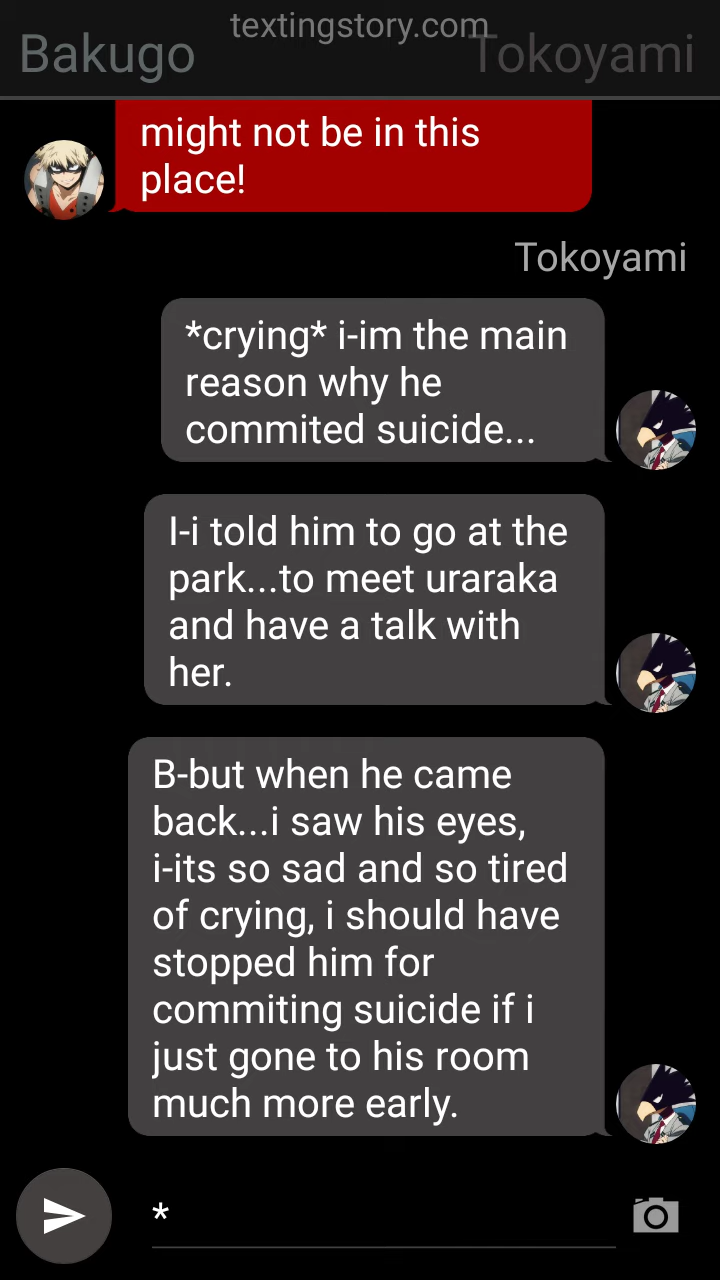 textingstory.com
Bakugo
Tokoyami
might not be in this
place!
Tokoyami
*crying* i-im the main
reason why he
commited suicide...
I-i told him to go at the
park...to meet uraraka
and have a talk with
her.
B-but when he came
back...i saw his eyes,
i-its so sad and so tired
of crying, i should have
stopped him for
commiting suicide if i
just gone to his room
much more early.
*